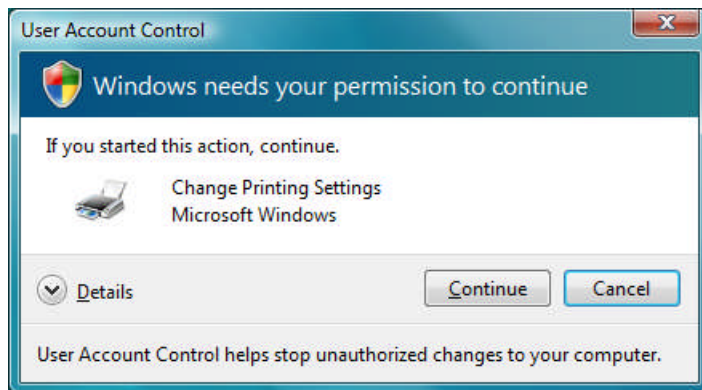 User Account Control
Windows needs your permission to continue
If you started this action, continue.
Change Printing Settings
Microsoft Windows
Details
Continue
Cancel
User Account Control helps stop unauthorized changes to your computer.